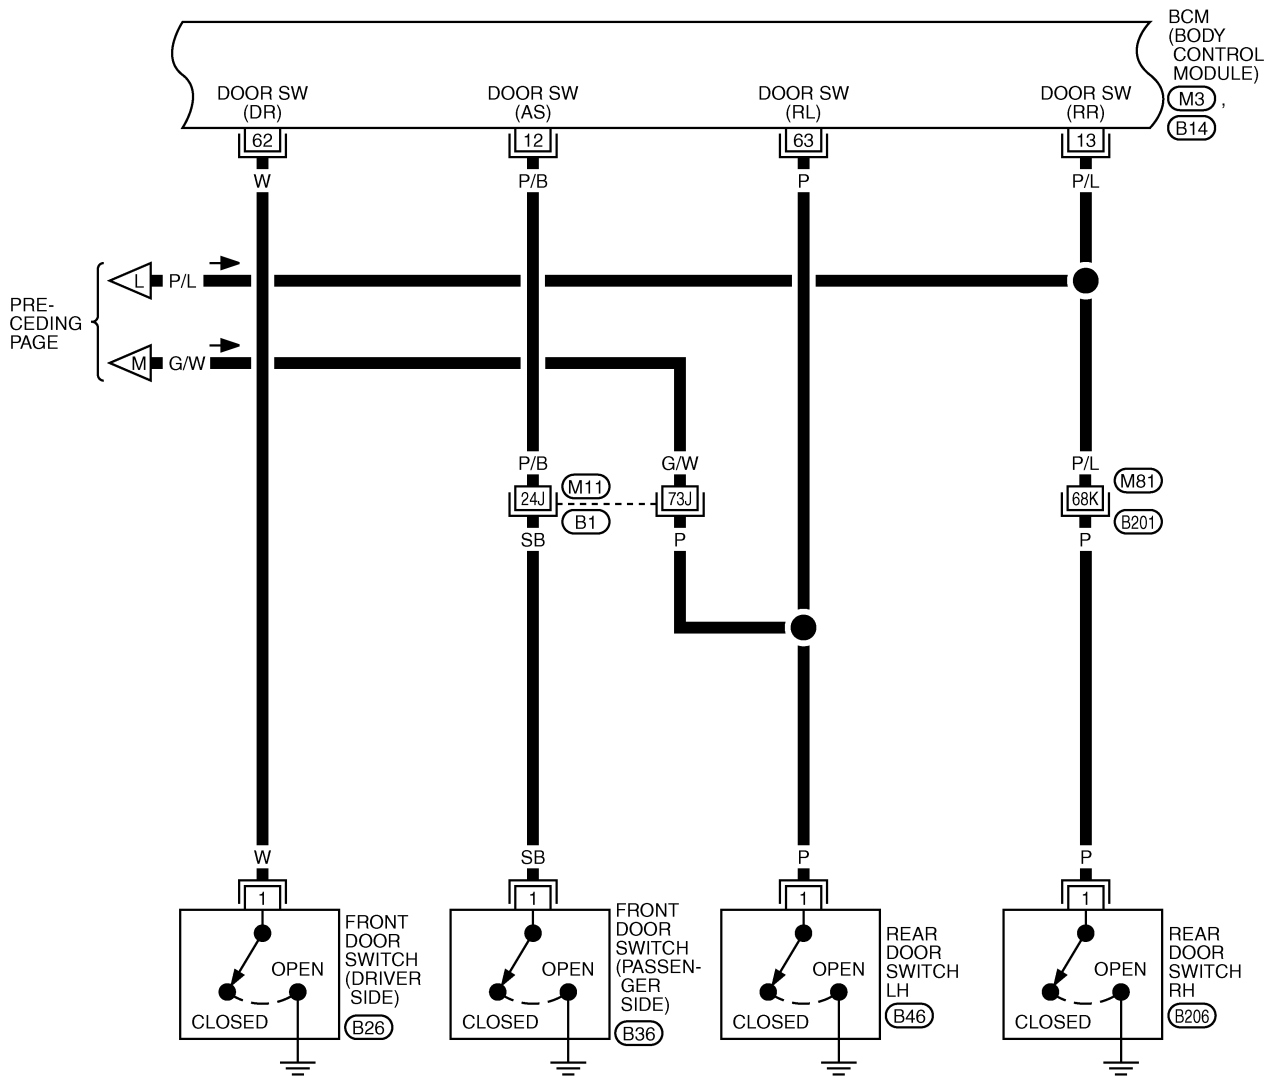 BCM
(BODY
CONTROL
MODULE)
M3 ,
B14
DOOR SW
(DR)
DOOR SW
(AS)
DOOR SW
(RL)
DOOR SW
(RR)
62
12
63
13
W
P/B
P
P/L
PRE-
CEDING
PAGE
L
P/L
M
G/W
P/B
G/W
P/L
24J
M11
B1
73J
68K
M81
B201
SB
P
P
W
SB
P
P
1
1
1
1
OPEN
CLOSED
FRONT
DOOR
SWITCH
(DRIVER
SIDE)
B26
OPEN
CLOSED
FRONT
DOOR
SWITCH
(PASSEN-
GER
SIDE)
B36
OPEN
CLOSED
REAR
DOOR
SWITCH
LH
B46
OPEN
CLOSED
REAR
DOOR
SWITCH
RH
B206